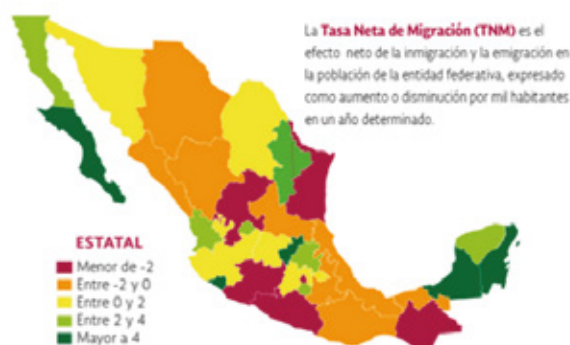 La Tasa Neta de Migración (TNM) es el
efecto neto de la inmigración y la emigración en
la población de la entidad federativa, expresado
como aumento o disminución por mil habitantes
en un año determinado.
ESTATAL
Menor de -2
Entre -2 y 0
Entre 0 y 2
Entre 2 y 4
Mayor a 4